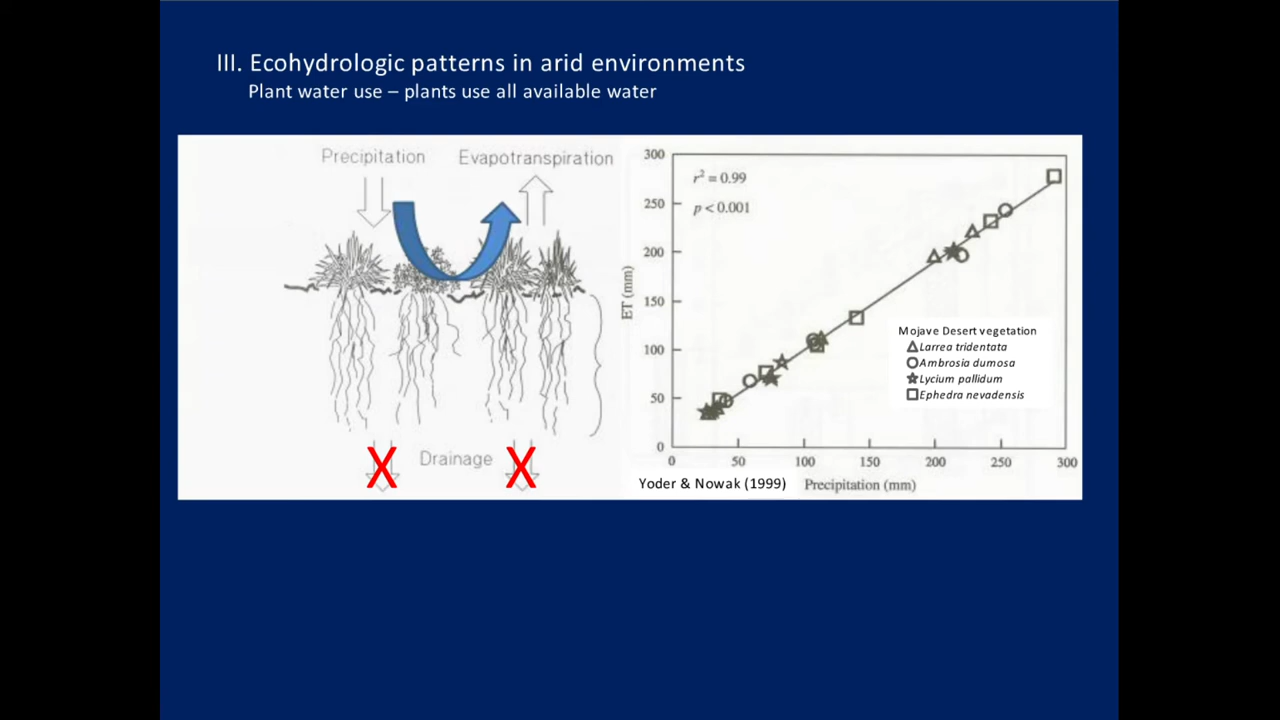 III. Ecohydrologic patterns in arid environments
Plant water use – plants use all available water
Precipitation
Evapotranspiration
Drainage
X
X
300
250
200
150
100
50
0
ET (mm)
r² = 0.99
p < 0.001
Mojave Desert vegetation
Larrea tridentata
Ambrosia dumosa
Lycium pallidum
Ephedra nevadensis
0 50 100 150 200 250 300
Yoder & Nowak (1999)
Precipitation (mm)